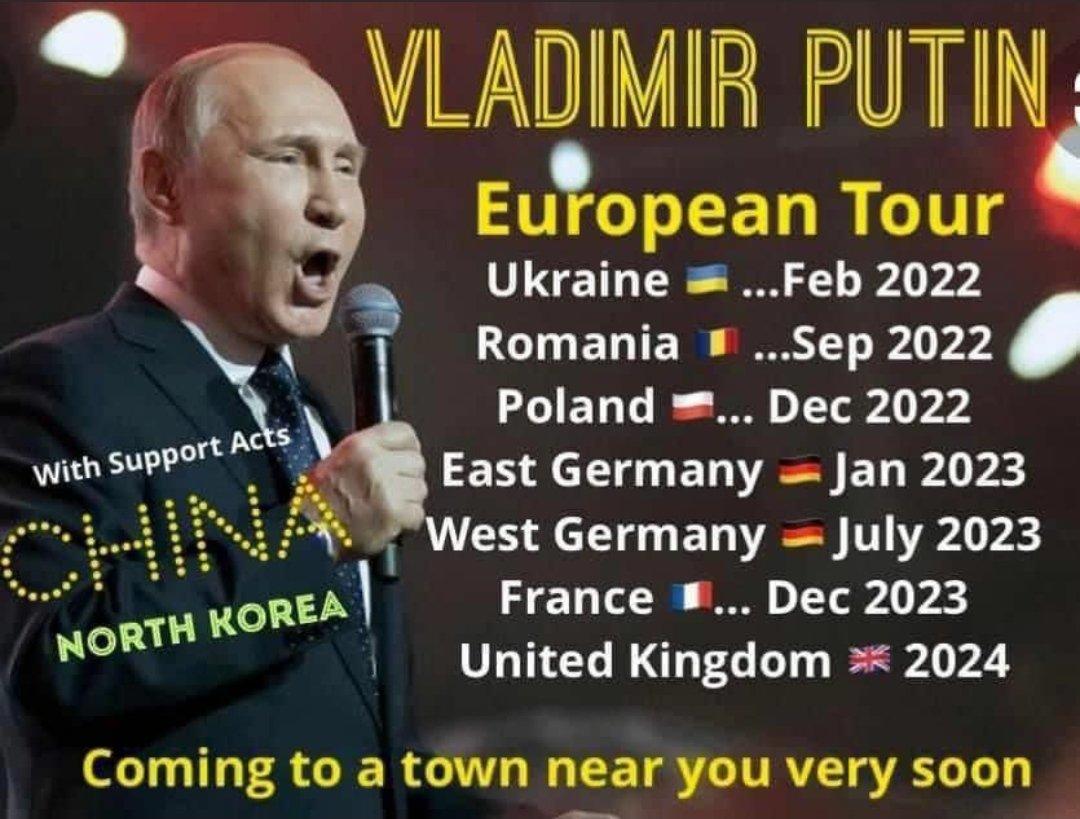 VLADIMIR PUTIN
European Tour
Ukraine 🇺🇦 ...Feb 2022
Romania 🇷🇴 ...Sep 2022
Poland 🇵🇱... Dec 2022
East Germany 🇩🇪 Jan 2023
West Germany 🇩🇪 July 2023
France 🇫🇷... Dec 2023
United Kingdom 🇬🇧 2024
With Support Acts
CHINA
NORTH KOREA
Coming to a town near you very soon